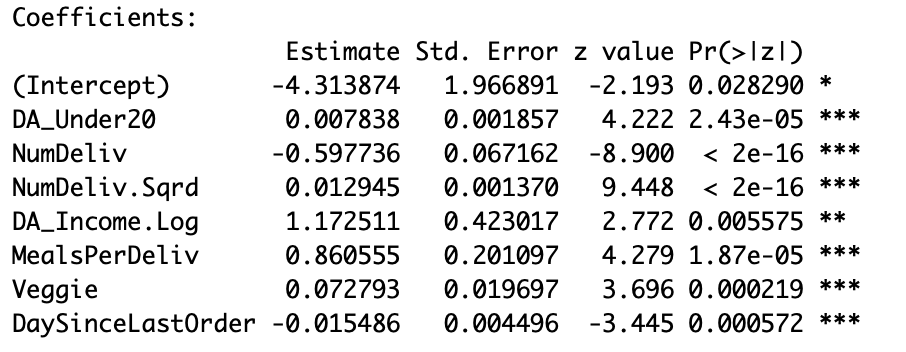 Coefficients:
Estimate Std. Error z value Pr(>|z|)
(Intercept) -4.313874 1.966891 -2.193 0.028290 *
DA_Under20 0.007838 0.001857 4.222 2.43e-05 ***
NumDeliv -0.597736 0.067162 -8.900 < 2e-16 ***
NumDeliv.Sqrd 0.012945 0.001370 9.448 < 2e-16 ***
DA_Income.Log 1.172511 0.423017 2.772 0.005575 **
MealsPerDeliv 0.860555 0.201097 4.279 1.87e-05 ***
Veggie 0.072793 0.019697 3.696 0.000219 ***
DaySinceLastOrder -0.015486 0.004496 -3.445 0.000572 ***